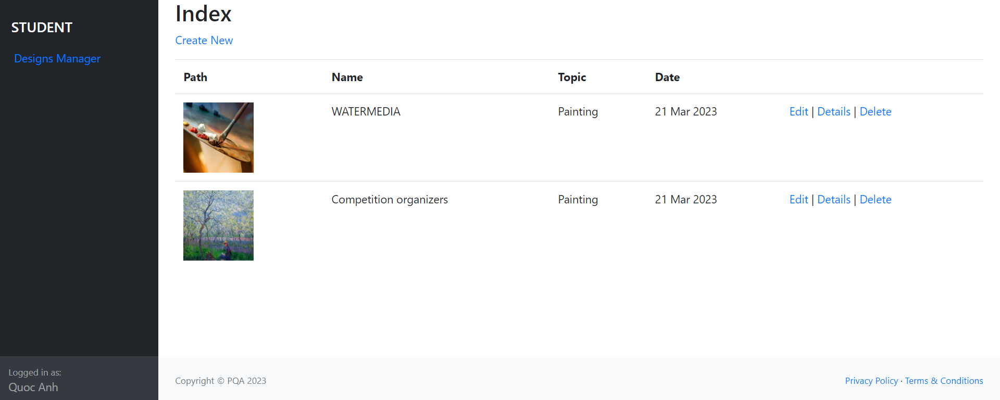 STUDENT
Designs Manager
Logged in as:
Quoc Anh
Index
Create New
Path Name Topic Date
WATERMEDIA Painting 21 Mar 2023 Edit | Details | Delete
Competition organizers Painting 21 Mar 2023 Edit | Details | Delete
Copyright © PQA 2023 Privacy Policy · Terms & Conditions